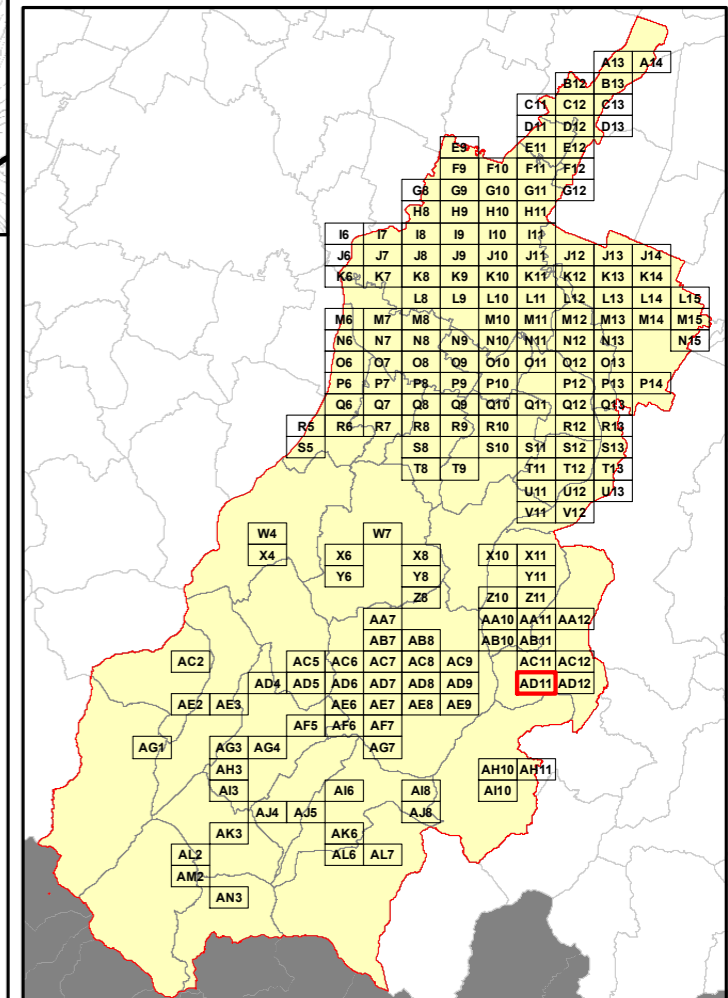 A13 A14
B12 B13
C11 C12 C13
D11 D12 D13
E9 E11 E12
F9 F10 F11 F12
G8 G9 G10 G11 G12
H8 H9 H10 H11
I6 I7 I8 I9 I10 I11
J6 J7 J8 J9 J10 J11 J12 J13 J14
K6 K7 K8 K9 K10 K11 K12 K13 K14
L8 L9 L10 L11 L12 L13 L14 L15
M6 M7 M8 M10 M11 M12 M13 M14 M15
N6 N7 N8 N9 N10 N11 N12 N13 N15
O6 O7 O8 O9 O10 O11 O12 O13
P6 P7 P8 P9 P10 P12 P13 P14
Q6 Q7 Q8 Q9 Q10 Q11 Q12 Q13
R5 R6 R7 R8 R9 R10 R12 R13
S5 S8 S10 S11 S12 S13
T8 T9 T11 T12 T13
U11 U12 U13
V11 V12
W4 W7
X4 X6 X8 X10 X11
Y6 Y8 Y11
Z8 Z10 Z11
AA7 AA10 AA11 AA12
AB7 AB8 AB10 AB11
AC2 AC5 AC6 AC7 AC8 AC9 AC11 AC12
AD4 AD5 AD6 AD7 AD8 AD9 AD11 AD12
AE2 AE3 AE6 AE7 AE8 AE9
AF5 AF6 AF7
AG1 AG3 AG4 AG7
AH3 AH10 AH11
AI3 AI6 AI8 AI10
AJ4 AJ5 AJ8
AK3 AK6
AL2 AL6 AL7
AM2
AN3